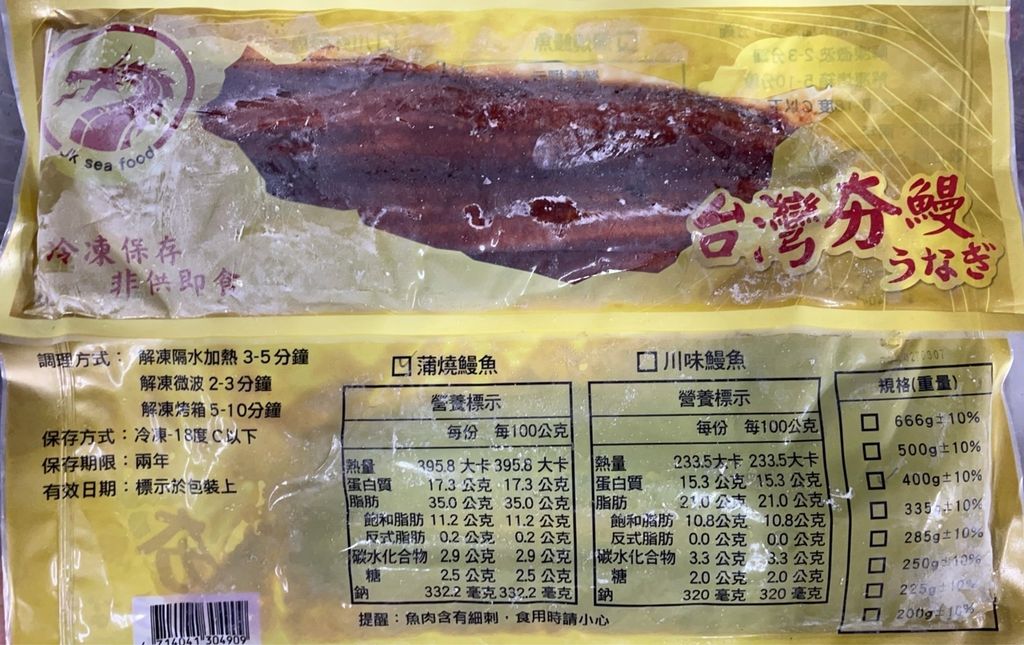 JK sea food
冷凍保存
非供即食
台灣夯鰻
うなぎ
調理方式：解凍隔水加熱 3-5分鐘
解凍微波 2-3分鐘
解凍烤箱 5-10分鐘
保存方式：冷凍-18度C以下
保存期限：兩年
有效日期：標示於包裝上
蒲燒鰻魚
營養標示
每份 每100公克
熱量 395.8 大卡 395.8 大卡
蛋白質 17.3 公克 17.3 公克
脂肪 35.0 公克 35.0 公克
飽和脂肪 11.2 公克 11.2 公克
反式脂肪 0.2 公克 0.2 公克
碳水化合物 2.9 公克 2.9 公克
糖 2.5 公克 2.5 公克
鈉 332.2 毫克 332.2 毫克
川味鰻魚
營養標示
每份 每100公克
熱量 233.5大卡 233.5大卡
蛋白質 15.3 公克 15.3 公克
脂肪 21.0 公克 21.0 公克
飽和脂肪 10.8公克 10.8公克
反式脂肪 0.0 公克 0.0 公克
碳水化合物 3.3 公克 3.3 公克
糖 2.0 公克 2.0 公克
鈉 320 毫克 320 毫克
提醒：魚肉含有細刺，食用時請小心
規格(重量)
666g±10%
500g±10%
400g±10%
335g±10%
285g±10%
250g±10%
225g±10%
200g±10%
4 714041 304909